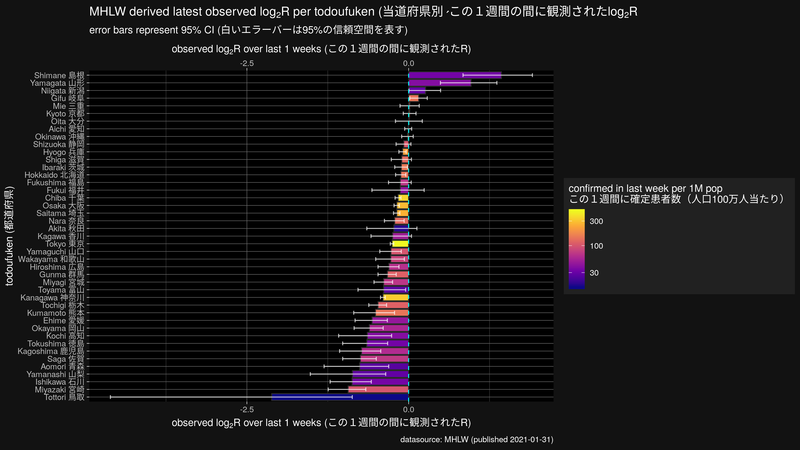 MHLW derived latest observed log₂R per todoufuken (当道府県別 -この１週間の間に観測されたlog₂R
error bars represent 95% CI (白いエラーバーは95%の信頼空間を表す)
observed log₂R over last 1 weeks (この１週間の間に観測されたR)
-2.5 0.0
Shimane 島根
Yamagata 山形
Niigata 新潟
Gifu 岐阜
Mie 三重
Kyoto 京都
Oita 大分
Aichi 愛知
Okinawa 沖縄
Shizuoka 静岡
Hyogo 兵庫
Shiga 滋賀
Ibaraki 茨城
Hokkaido 北海道
Fukushima 福島
Fukui 福井
Chiba 千葉
Osaka 大阪
Saitama 埼玉
Nara 奈良
Akita 秋田
Kagawa 香川
Tokyo 東京
Yamaguchi 山口
Wakayama 和歌山
Hiroshima 広島
Gunma 群馬
Miyagi 宮城
Toyama 富山
Kanagawa 神奈川
Tochigi 栃木
Kumamoto 熊本
Ehime 愛媛
Okayama 岡山
Kochi 高知
Tokushima 徳島
Kagoshima 鹿児島
Saga 佐賀
Aomori 青森
Yamanashi 山梨
Ishikawa 石川
Miyazaki 宮崎
Tottori 鳥取
todoufuken (都道府県)
-2.5 0.0
observed log₂R over last 1 weeks (この１週間の間に観測されたR)
confirmed in last week per 1M pop
この１週間に確定患者数（人口100万人当たり）
300
100
30
datasource: MHLW (published 2021-01-31)